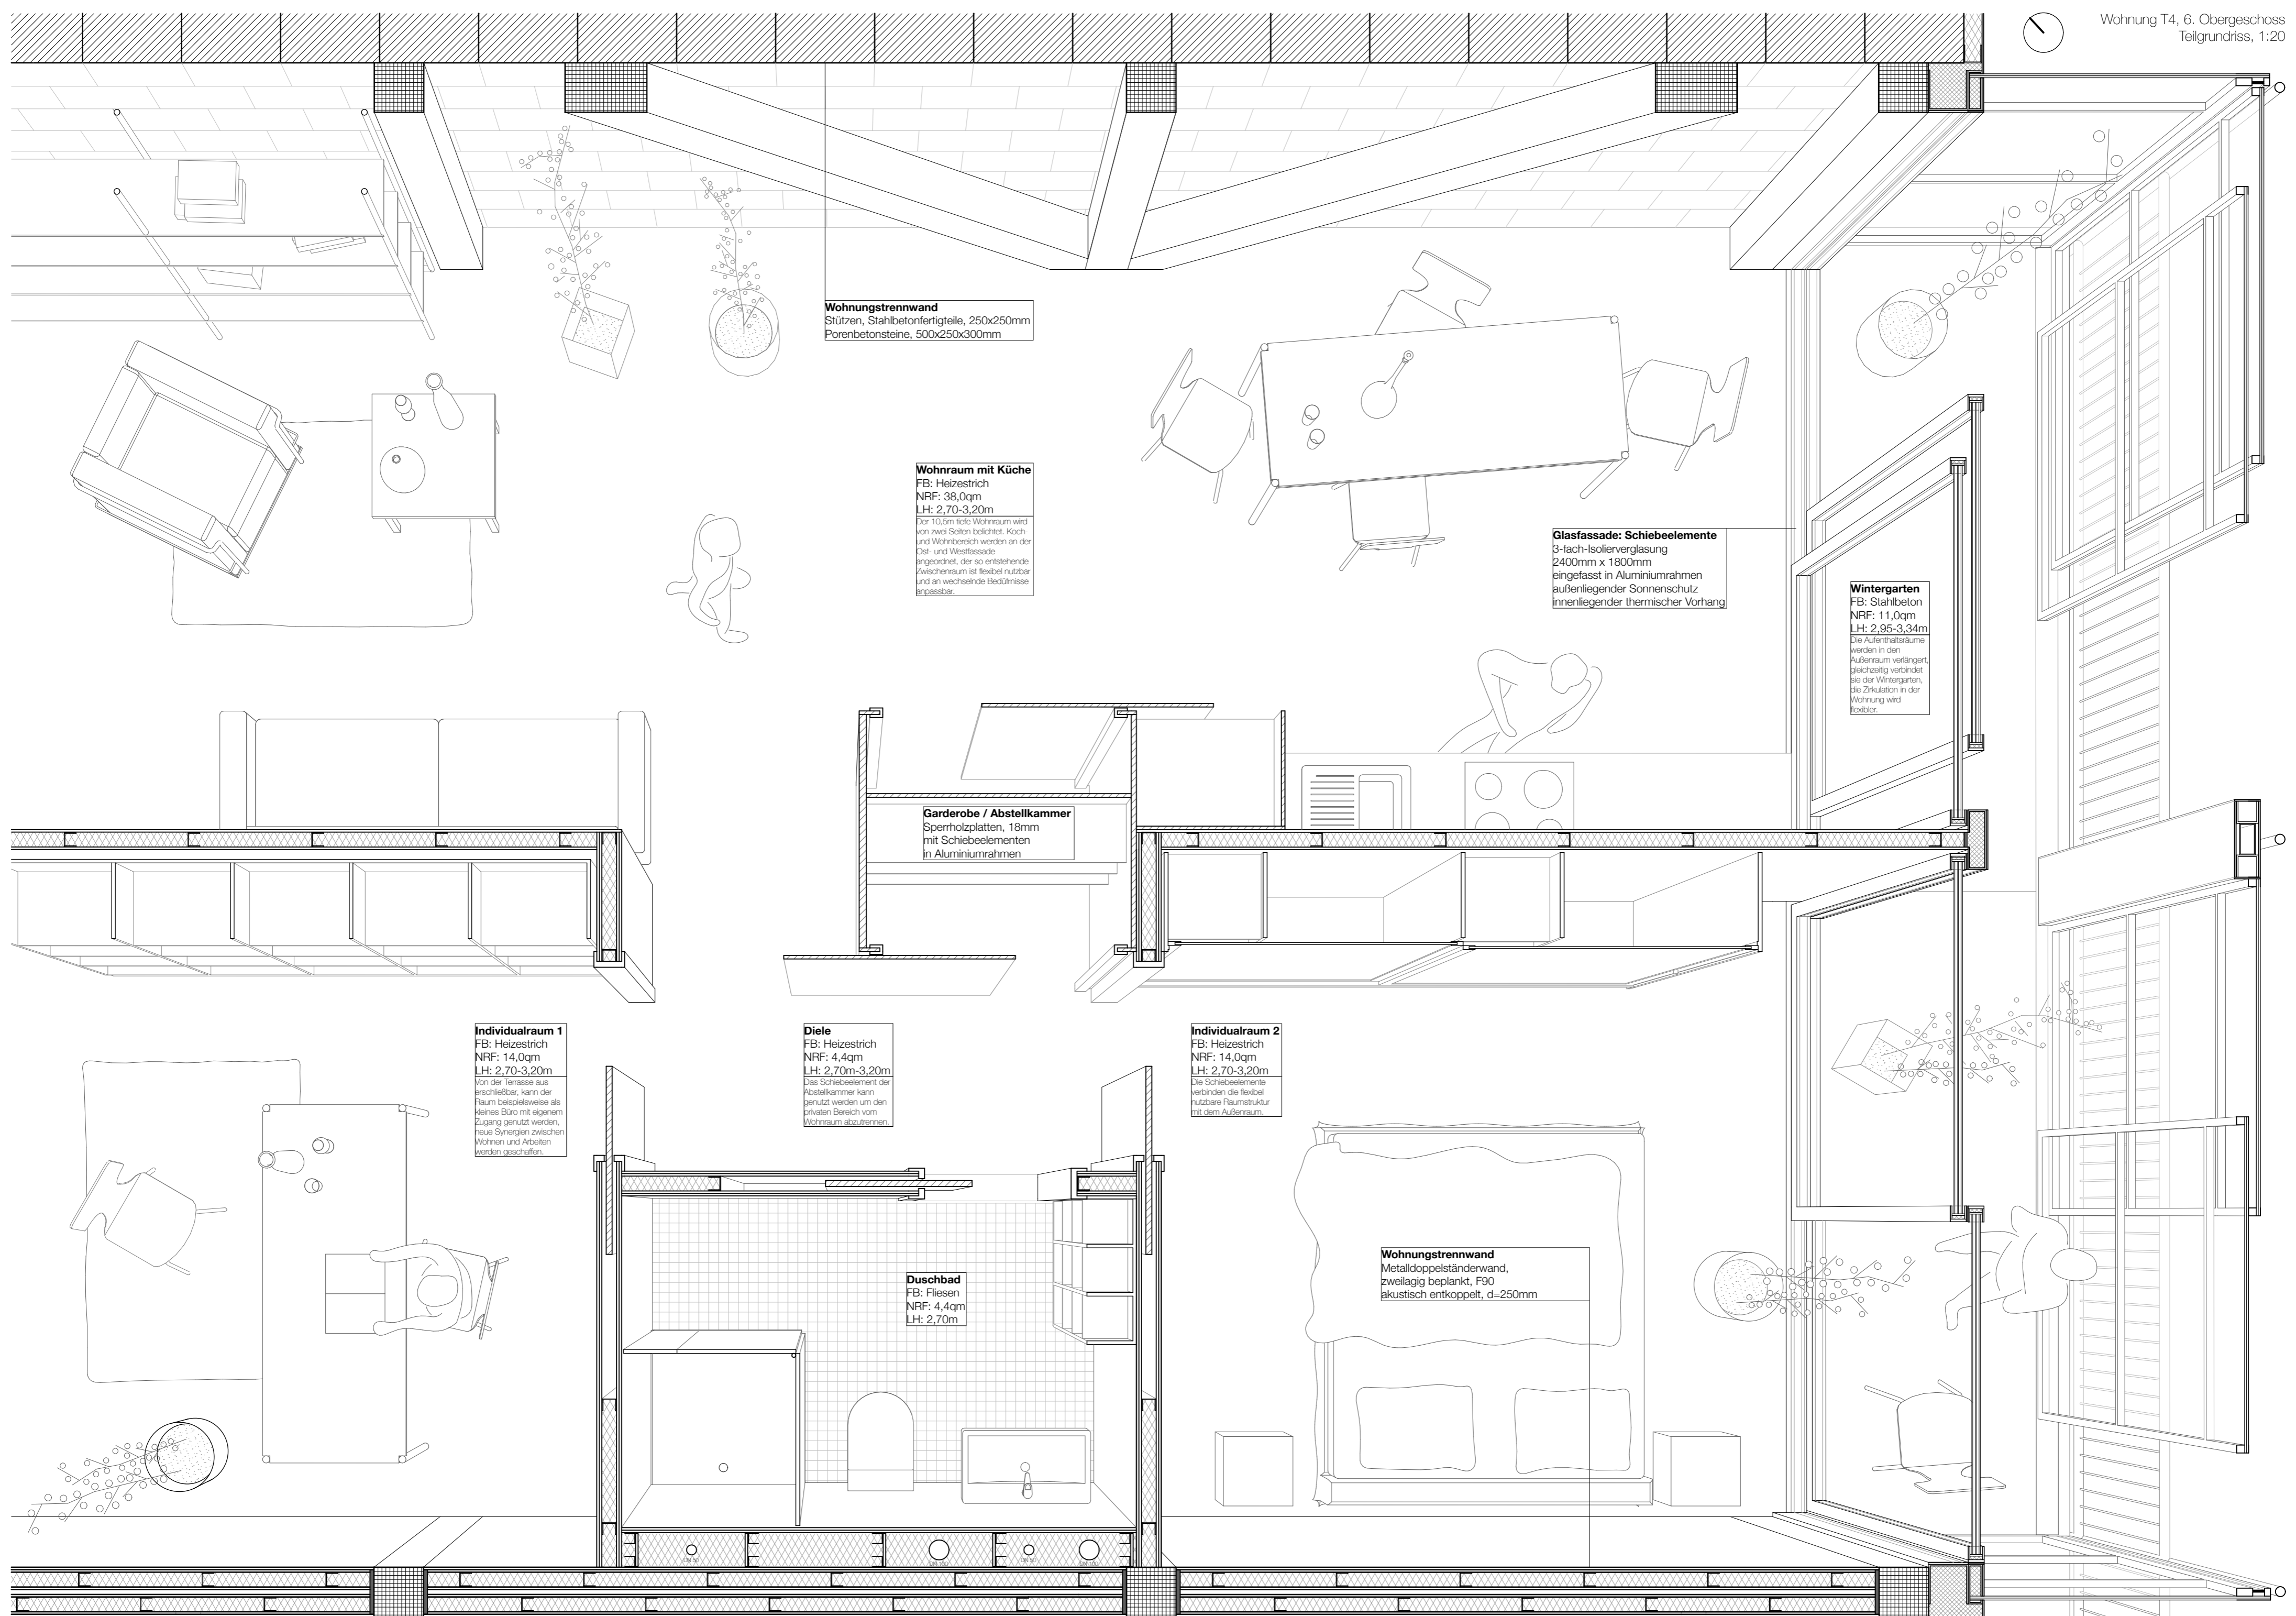 Wohnung T4, 6. Obergeschoss
Teilgrundriss, 1:20
Wohnungstrennwand
Stützen, Stahlbetonfertigteile, 250x250mm
Porenbetonsteine, 500x250x300mm
Wohnraum mit Küche
FB: Heizestrich
NRF: 38,0qm
LH: 2,70-3,20m
Der 10,5m tiefe Wohnraum wird
von zwei Seiten belichtet. Koch-
und Wohnbereich werden an der
Ost- und Westfassade
angeordnet, der so entstehende
Zwischenraum ist flexibel nutzbar
und an wechselnde Bedüfnisse
anpassbar.
Glasfassade: Schiebeelemente
3-fach-Isolierverglasung
2400mm x 1800mm
eingefasst in Aluminiumrahmen
außenliegender Sonnenschutz
innenliegender thermischer Vorhang
Wintergarten
FB: Stahlbeton
NRF: 11,0qm
LH: 2,95-3,34m
Die Aufenthaltsräume
werden in den
Außenraum verlängert,
gleichzeitig verbindet
sie der Wintergarten,
die Zirkulation in der
Wohnung wird
flexibler.
Garderobe / Abstellkammer
Sperrholzplatten, 18mm
mit Schiebeelementen
in Aluminiumrahmen
Individualraum 1
FB: Heizestrich
NRF: 14,0qm
LH: 2,70-3,20m
Von der Terrasse aus
erschließbar, kann der
Raum beispielsweise als
kleines Büro mit eigenem
Zugang genutzt werden,
neue Synergien zwischen
Wohnen und Arbeiten
werden geschaffen.
Diele
FB: Heizestrich
NRF: 4,4qm
LH: 2,70m-3,20m
Das Schiebeelement der
Abstellkammer kann
genutzt werden um den
privaten Bereich vom
Wohnraum abzutrennen.
Individualraum 2
FB: Heizestrich
NRF: 14,0qm
LH: 2,70-3,20m
Die Schiebeelemente
verbinden die flexibel
nutzbare Raumstruktur
mit dem Außenraum.
Duschbad
FB: Fliesen
NRF: 4,4qm
LH: 2,70m
Wohnungstrennwand
Metalldoppelständerwand,
zweilagig beplankt, F90
akustisch entkoppelt, d=250mm
DN 50
DN 100
DN 50
DN 100